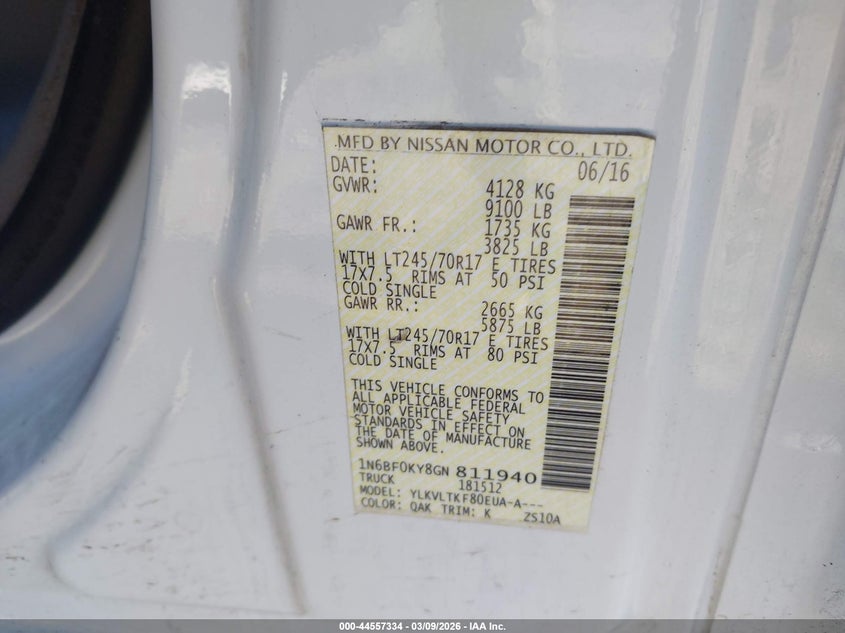 MFD BY NISSAN MOTOR CO., LTD.
DATE: 06/16
GVWR: 4128 KG
9100 LB
GAWR FR.: 1735 KG
3825 LB
WITH LT245/70R17 E TIRES
17X7.5 RIMS AT 50 PSI
COLD SINGLE
GAWR RR.: 2665 KG
5875 LB
WITH LT245/70R17 E TIRES
17X7.5 RIMS AT 80 PSI
COLD SINGLE
THIS VEHICLE CONFORMS TO
ALL APPLICABLE FEDERAL
MOTOR VEHICLE SAFETY
STANDARDS IN EFFECT ON
THE DATE OF MANUFACTURE
SHOWN ABOVE.
1N6BF0KY8GN 811940
TRUCK 181512
MODEL: YLKVLTKF80EUA-A---
COLOR: QAK TRIM: K ZS10A
000-44557334 - 03/09/2026 - IAA Inc.